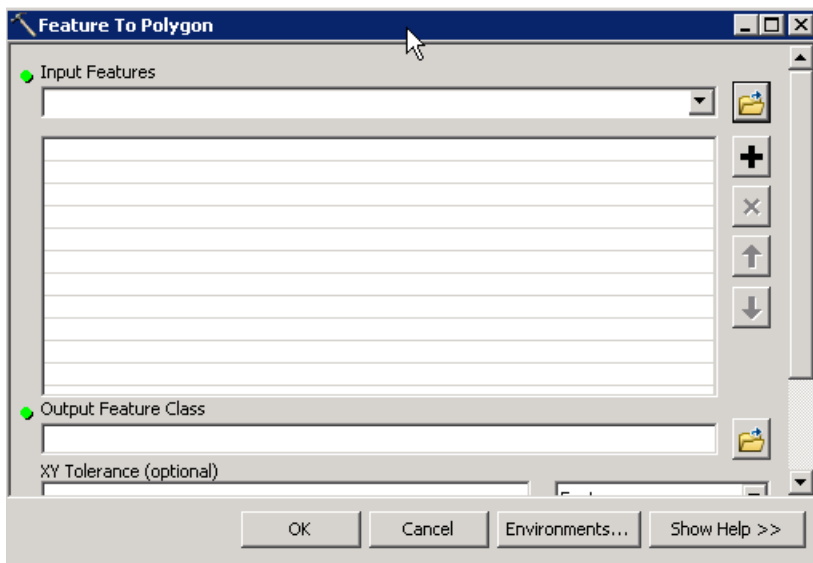 Feature To Polygon
Input Features
Output Feature Class
XY Tolerance (optional)
OK
Cancel
Environments...
Show Help >>